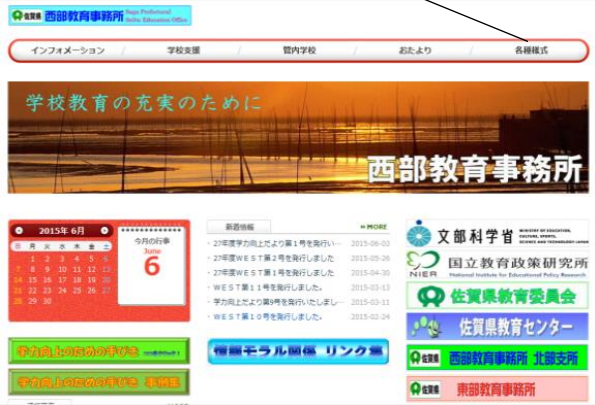 佐賀県 西部教育事務所 Saga Prefectural
Seibu Education Office
インフォメーション / 学校支援 / 管内学校 / おたより / 各種様式
学校教育の充実のために
西部教育事務所
2015年 6月
日 月 火 水 木 金 土
1 2 3 4 5 6
7 8 9 10 11 12 13
14 15 16 17 18 19 20
21 22 23 24 25 26 27
28 29 30
今月の行事
June
6
新着情報 MORE
27年度学力向上だより第１号を発行い… 2015-06-03
27年度ＷＥＳＴ第２号を発行しました 2015-05-26
27年度ＷＥＳＴ第１号を発行しました 2015-04-30
ＷＥＳＴ第１１号を発行しました。 2015-03-13
学力向上だより第9号を発行いたしまし… 2015-03-11
ＷＥＳＴ第１０号を発行しました。 2015-02-24
文部科学省 MINISTRY OF EDUCATION,
CULTURE, SPORTS,
SCIENCE AND TECHNOLOGY-JAPAN
NIER 国立教育政策研究所
National Institute for Educational Policy Research
佐賀県教育委員会
佐賀県教育センター
佐賀県 西部教育事務所 北部支所
佐賀県 東部教育事務所
学力向上のための手びき
学力向上のための手びき 事例集
情報モラル関係 リンク集